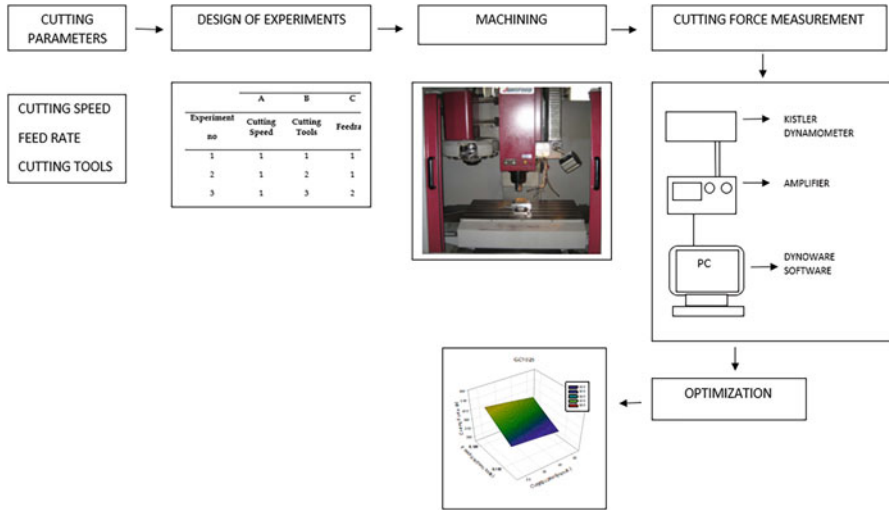 CUTTING
PARAMETERS
DESIGN OF EXPERIMENTS
MACHINING
CUTTING FORCE MEASUREMENT
CUTTING SPEED
FEED RATE
CUTTING TOOLS
A B C
Experiment
no
Cutting
Speed
Cutting
Tools
Feedra
1 1 1 1
2 1 2 1
3 1 3 2
KISTLER
DYNAMOMETER
AMPLIFIER
PC
DYNOWARE
SOFTWARE
OPTIMIZATION